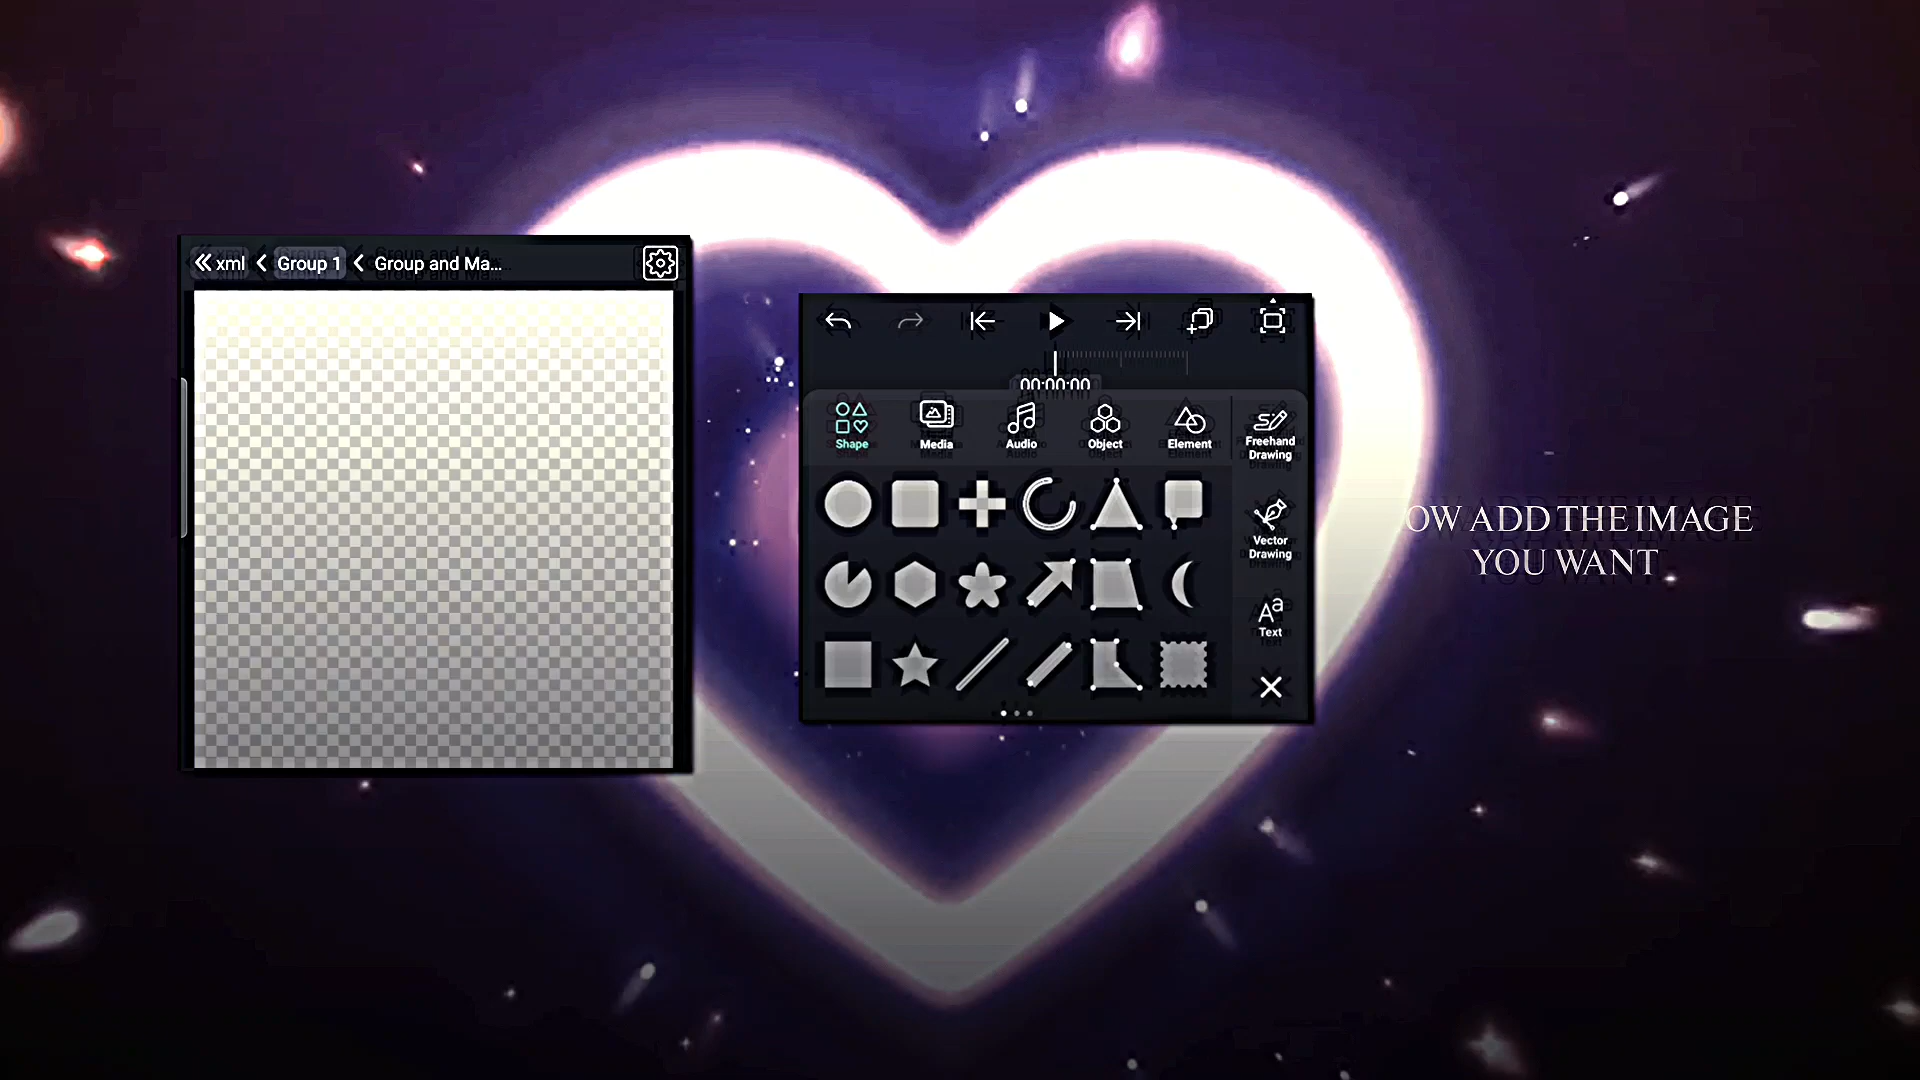 xml
Group 1
Group and Ma...
00:00:00
Shape
Media
Audio
Object
Element
Freehand
Drawing
Vector
Drawing
Aa
Text
OW ADD THE IMAGE
YOU WANT